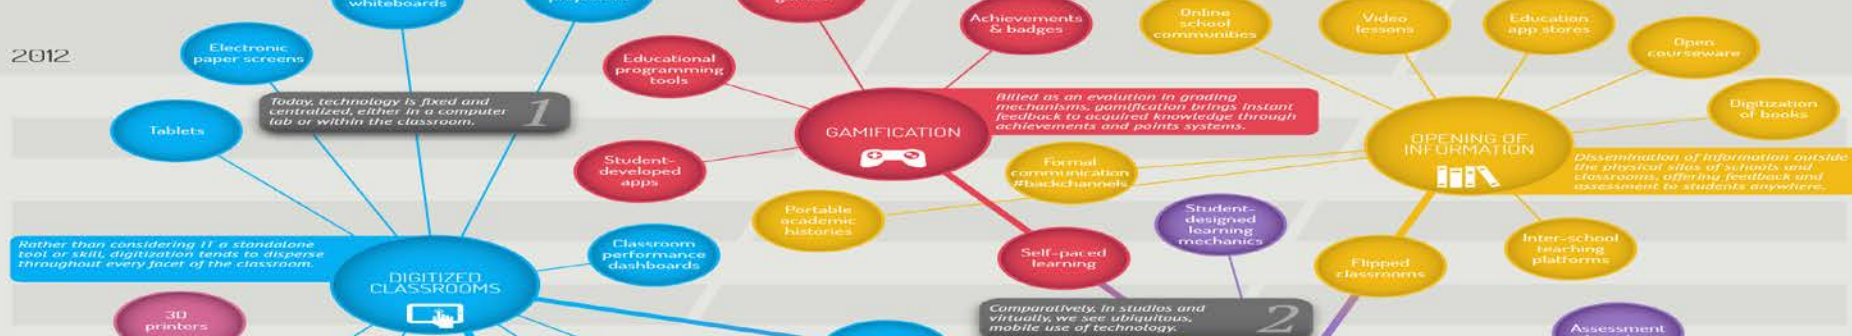 whiteboards
Achievements
& badges
Online
school
communities
Video
lessons
Education
app stores
Open
courseware
2012
Electronic
paper screens
Educational
programming
tools
Today, technology is fixed and
centralized, either in a computer
lab or within the classroom.
1
Billed as an evolution in grading
mechanisms, gamification brings instant
feedback to acquired knowledge through
achievements and points systems.
Digitization
of books
Tablets
GAMIFICATION
OPENING OF
INFORMATION
Student-
developed
apps
Formal
communication
#backchannels
Dissemination of information outside
the physical silos of schools and
classrooms, offering feedback and
assessment to students anywhere.
Portable
academic
histories
Student-
designed
learning
mechanics
Rather than considering IT a standalone
tool or skill, digitization tends to disperse
throughout every facet of the classroom.
Classroom
performance
dashboards
Self-paced
learning
Flipped
classrooms
Inter-school
teaching
platforms
DIGITIZED
CLASSROOMS
3D
printers
Comparatively, in studios and
virtually, we see ubiquitous,
mobile use of technology.
2
Assessment